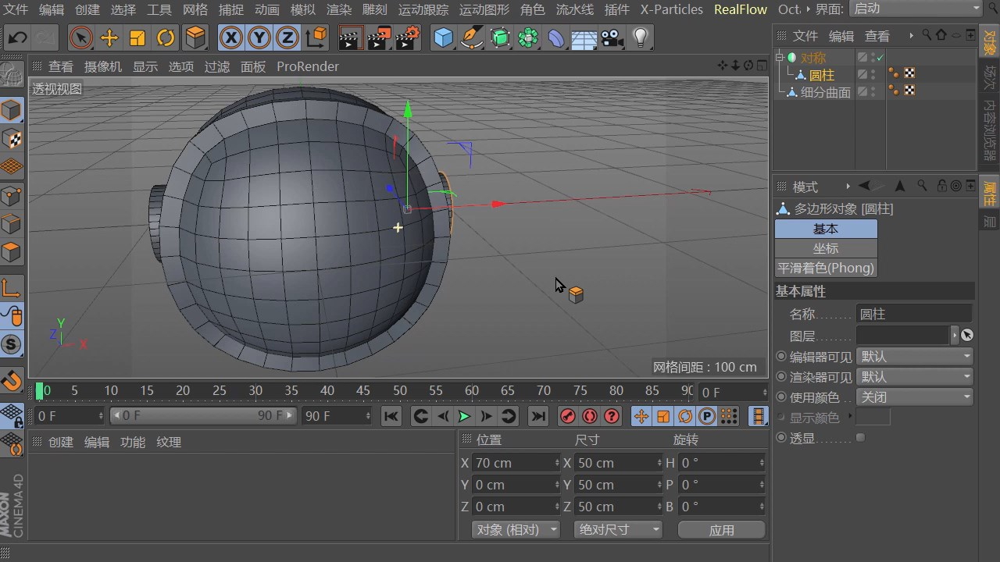 文件 编辑 创建 选择 工具 网格 捕捉 动画 模拟 渲染 雕刻 运动跟踪 运动图形 角色 流水线 插件 X-Particles RealFlow Oct 界面: 启动
X Y Z
文件 编辑 查看
对象
场次
内容浏览器
查看 摄像机 显示 选项 过滤 面板 ProRender
透视视图
对称
圆柱
细分曲面
模式
属性
层
多边形对象 [圆柱]
基本
坐标
平滑着色(Phong)
基本属性
名称 圆柱
图层
编辑器可见 默认
渲染器可见 默认
使用颜色 关闭
显示颜色
透显
Y
Z X
网格间距 : 100 cm
0 5 10 15 20 25 30 35 40 45 50 55 60 65 70 75 80 85 90 0 F
0 F 0 F 90 F 90 F
创建 编辑 功能 纹理
位置 尺寸 旋转
X 70 cm X 50 cm H 0 °
Y 0 cm Y 50 cm P 0 °
Z 0 cm Z 50 cm B 0 °
对象 (相对) 绝对尺寸 应用
MAXON
CINEMA 4D